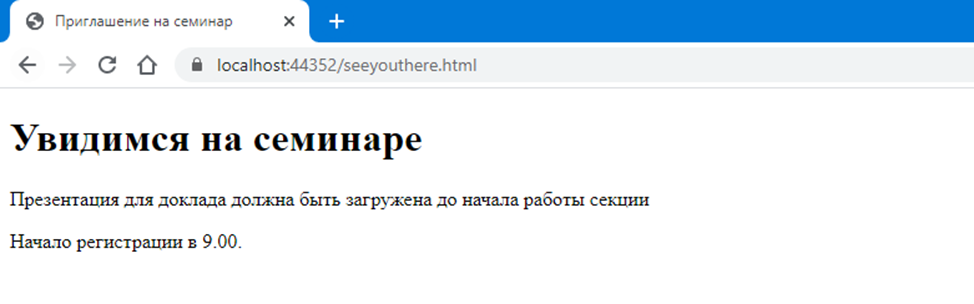 Приглашение на семинар
localhost:44352/seeyouthere.html
Увидимся на семинаре
Презентация для доклада должна быть загружена до начала работы секции
Начало регистрации в 9.00.